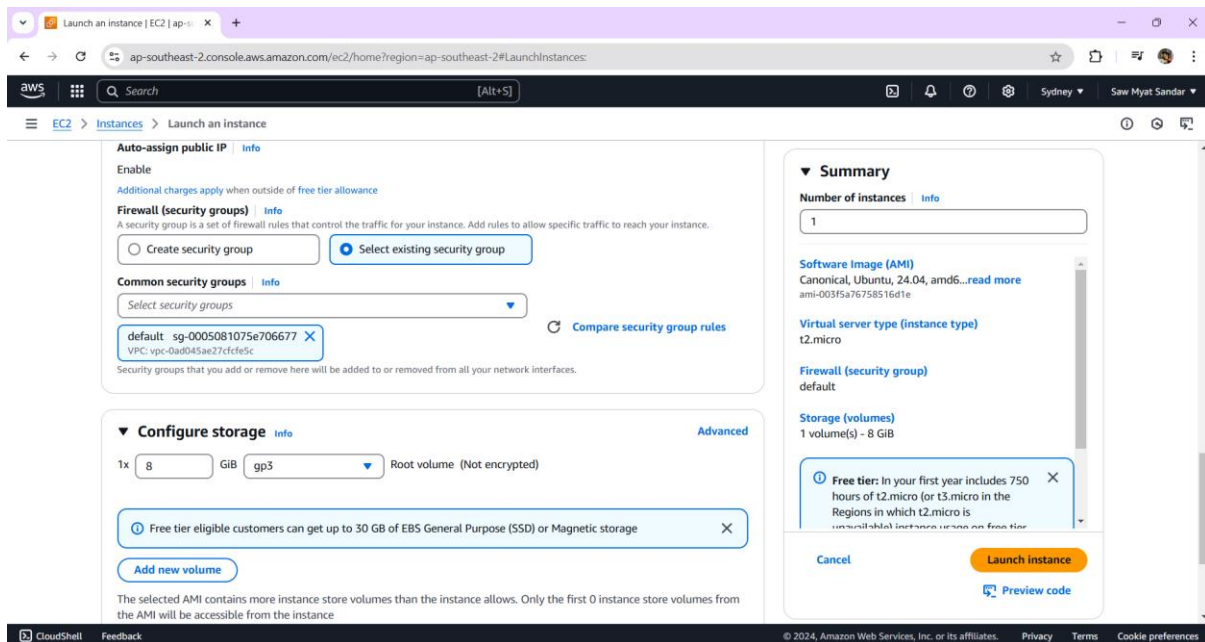 Launch an instance | EC2 | ap-s
ap-southeast-2.console.aws.amazon.com/ec2/home?region=ap-southeast-2#LaunchInstances:
aws
Search [Alt+S]
Sydney
Saw Myat Sandar
EC2 > Instances > Launch an instance
Auto-assign public IP Info
Enable
Additional charges apply when outside of free tier allowance
Firewall (security groups) Info
A security group is a set of firewall rules that control the traffic for your instance. Add rules to allow specific traffic to reach your instance.
Create security group
Select existing security group
Common security groups Info
Select security groups
default sg-0005081075e706677
VPC: vpc-0ad045ae27cfcfe5c
Compare security group rules
Security groups that you add or remove here will be added to or removed from all your network interfaces.
Configure storage Info
Advanced
1x 8 GiB gp3 Root volume (Not encrypted)
Free tier eligible customers can get up to 30 GB of EBS General Purpose (SSD) or Magnetic storage
Add new volume
The selected AMI contains more instance store volumes than the instance allows. Only the first 0 instance store volumes from
the AMI will be accessible from the instance
Summary
Number of instances Info
1
Software Image (AMI)
Canonical, Ubuntu, 24.04, amd6...read more
ami-003f5a76758516d1e
Virtual server type (instance type)
t2.micro
Firewall (security group)
default
Storage (volumes)
1 volume(s) - 8 GiB
Free tier: In your first year includes 750
hours of t2.micro (or t3.micro in the
Regions in which t2.micro is
unavailable) instance usage on free tier
Cancel
Launch instance
Preview code
CloudShell Feedback
© 2024, Amazon Web Services, Inc. or its affiliates. Privacy Terms Cookie preferences